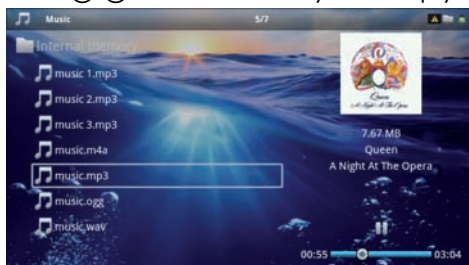 Music 5/7
Internal memory
music 1.mp3
music 2.mp3
music 3.mp3
music.m4a
music.mp3
music.ogg
music.wav
Queen
7.67 MB
Queen
A Night At The Opera
00:55 03:04